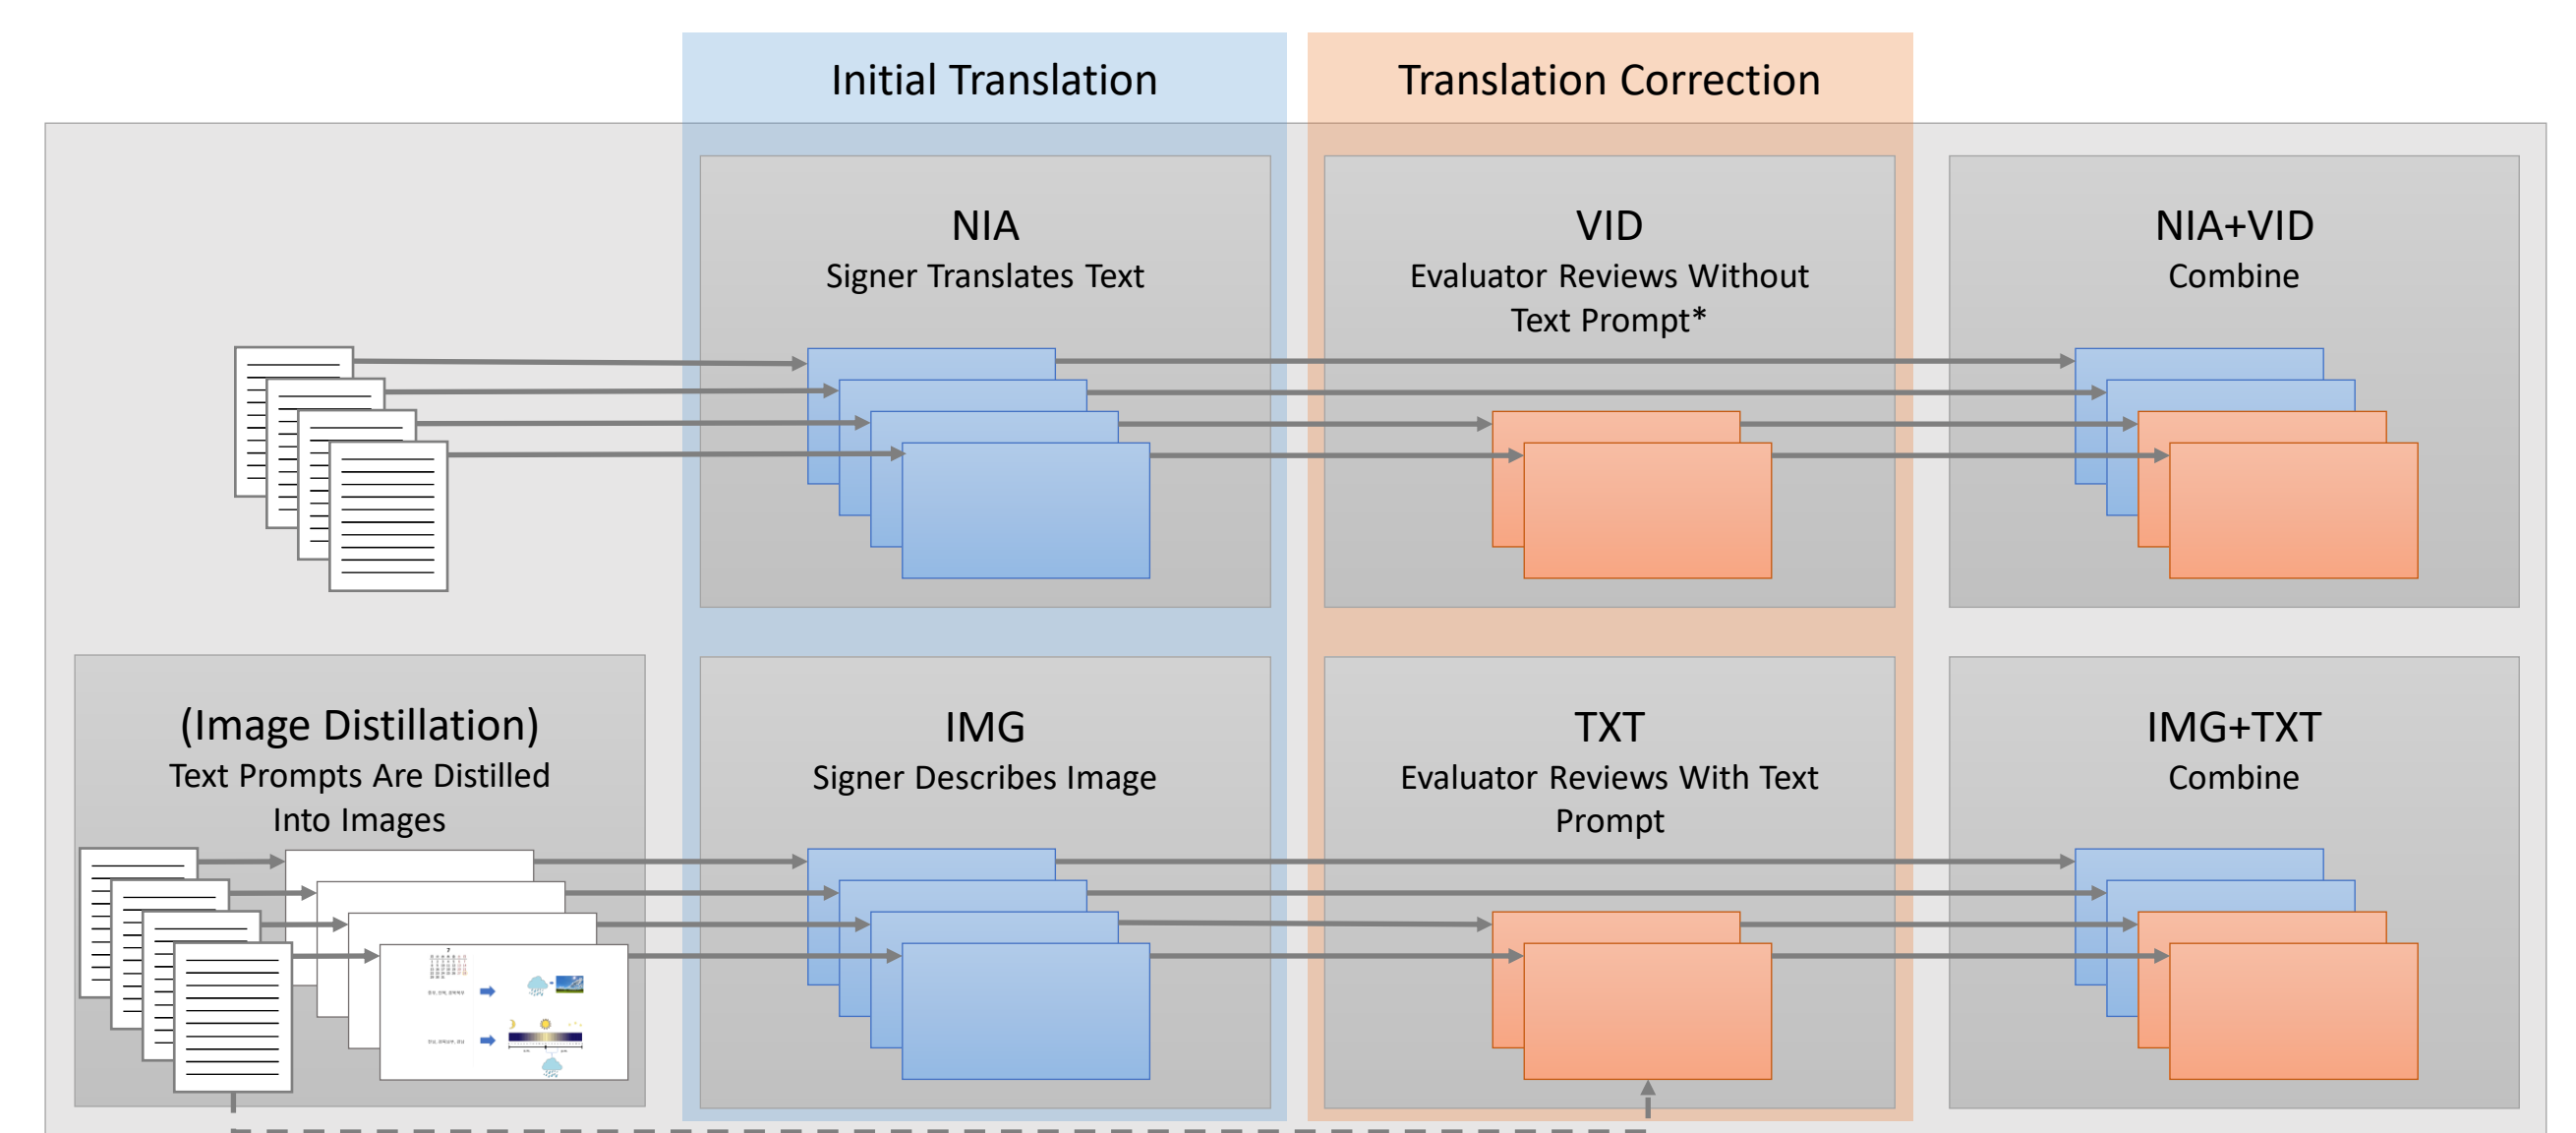 Initial Translation
Translation Correction
NIA
Signer Translates Text
VID
Evaluator Reviews Without
Text Prompt*
NIA+VID
Combine
(Image Distillation)
Text Prompts Are Distilled
Into Images
IMG
Signer Describes Image
TXT
Evaluator Reviews With Text
Prompt
IMG+TXT
Combine
7